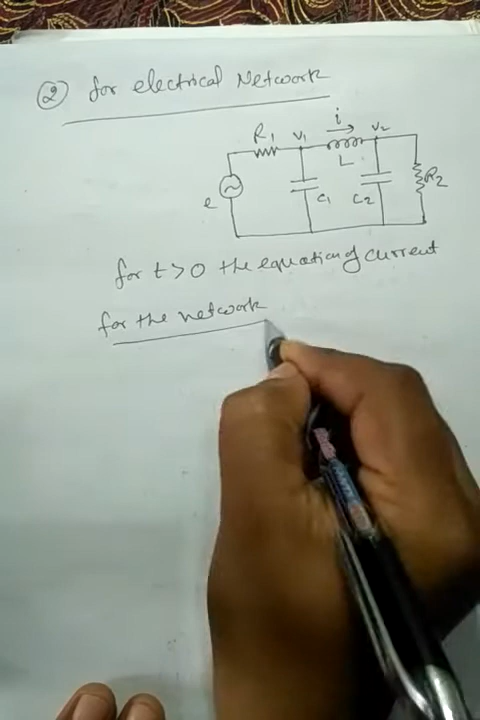 ② for electrical Network
R1 V1 i V2
L
e C1 C2 R2
for t > 0 the equation of current
for the network